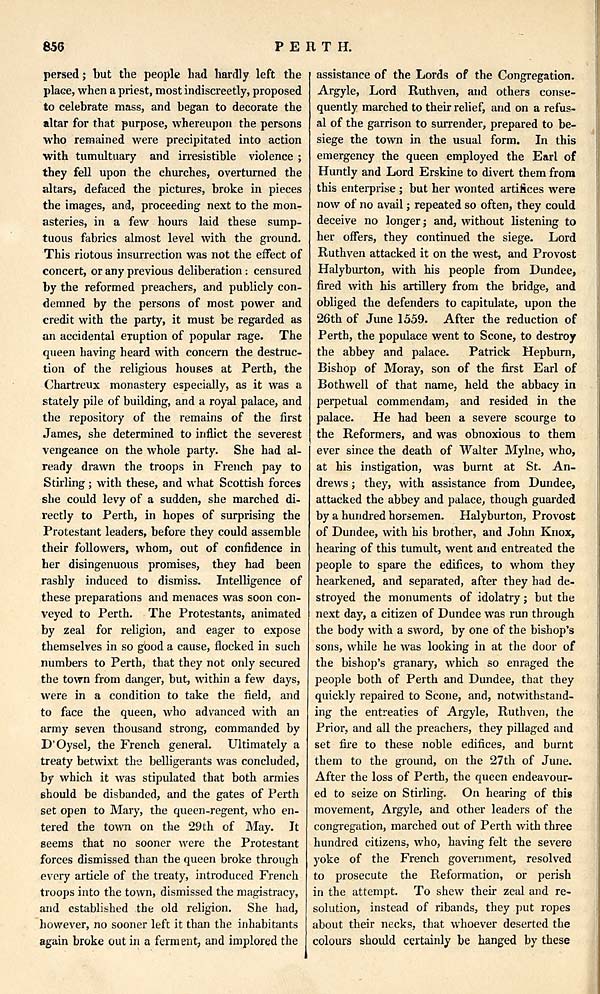 856
PERTH.
persed; but the people had hardly left the
place, when a priest, most indiscreetly, proposed
to celebrate mass, and began to decorate the
altar for that purpose, whereupon the persons
who remained were precipitated into action
with tumultuary and irresistible violence;
they fell upon the churches, overturned the
altars, defaced the pictures, broke in pieces
the images, and, proceeding next to the mon-
asteries, in a few hours laid these sump-
tuous fabrics almost level with the ground.
This riotous insurrection was not the effect of
concert, or any previous deliberation: censured
by the reformed preachers, and publicly con-
demned by the persons of most power and
credit with the party, it must be regarded as
an accidental eruption of popular rage. The
queen having heard with concern the destruc-
tion of the religious houses at Perth, the
Chartreux monastery especially, as it was a
stately pile of building, and a royal palace, and
the repository of the remains of the first
James, she determined to inflict the severest
vengeance on the whole party. She had al-
ready drawn the troops in French pay to
Stirling; with these, and what Scottish forces
she could levy of a sudden, she marched di-
rectly to Perth, in hopes of surprising the
Protestant leaders, before they could assemble
their followers, whom, out of confidence in
her disingenuous promises, they had been
rashly induced to dismiss. Intelligence of
these preparations and menaces was soon con-
veyed to Perth. The Protestants, animated
by zeal for religion, and eager to expose
themselves in so good a cause, flocked in such
numbers to Perth, that they not only secured
the town from danger, but, within a few days,
were in a condition to take the field, and
to face the queen, who advanced with an
army seven thousand strong, commanded by
D'Oysel, the French general. Ultimately a
treaty betwixt the belligerants was concluded,
by which it was stipulated that both armies
should be disbanded, and the gates of Perth
set open to Mary, the queen-regent, who en-
tered the town on the 29th of May. It
seems that no sooner were the Protestant
forces dismissed than the queen broke through
every article of the treaty, introduced French
troops into the town, dismissed the magistracy,
and established the old religion. She had,
however, no sooner left it than the inhabitants
again broke out in a ferment, and implored the
assistance of the Lords of the Congregation.
Argyle, Lord Ruthven, and others conse-
quently marched to their relief, and on a refus-
al of the garrison to surrender, prepared to be-
siege the town in the usual form. In this
emergency the queen employed the Earl of
Huntly and Lord Erskine to divert them from
this enterprise; but her wonted artifices were
now of no avail; repeated so often, they could
deceive no longer; and, without listening to
her offers, they continued the siege. Lord
Ruthven attacked it on the west, and Provost
Halyburton, with his people from Dundee,
fired with his artillery from the bridge, and
obliged the defenders to capitulate, upon the
26th of June 1559. After the reduction of
Perth, the populace went to Scone, to destroy
the abbey and palace. Patrick Hepburn,
Bishop of Moray, son of the first Earl of
Bothwell of that name, held the abbacy in
perpetual commendam, and resided in the
palace. He had been a severe scourge to
the Reformers, and was obnoxious to them
ever since the death of Walter Mylne, who,
at his instigation, was burnt at St. An-
drews; they, with assistance from Dundee,
attacked the abbey and palace, though guarded
by a hundred horsemen. Halyburton, Provost
of Dundee, with his brother, and John Knox,
hearing of this tumult, went and entreated the
people to spare the edifices, to whom they
hearkened, and separated, after they had de-
stroyed the monuments of idolatry; but the
next day, a citizen of Dundee was run through
the body with a sword, by one of the bishop's
sons, while he was looking in at the door of
the bishop's granary, which so enraged the
people both of Perth and Dundee, that they
quickly repaired to Scone, and, notwithstand-
ing the entreaties of Argyle, Ruthven, the
Prior, and all the preachers, they pillaged and
set fire to these noble edifices, and burnt
them to the ground, on the 27th of June.
After the loss of Perth, the queen endeavour-
ed to seize on Stirling. On hearing of this
movement, Argyle, and other leaders of the
congregation, marched out of Perth with three
hundred citizens, who, having felt the severe
yoke of the French government, resolved
to prosecute the Reformation, or perish
in the attempt. To shew their zeal and re-
solution, instead of ribands, they put ropes
about their necks, that whoever deserted the
colours should certainly be hanged by these